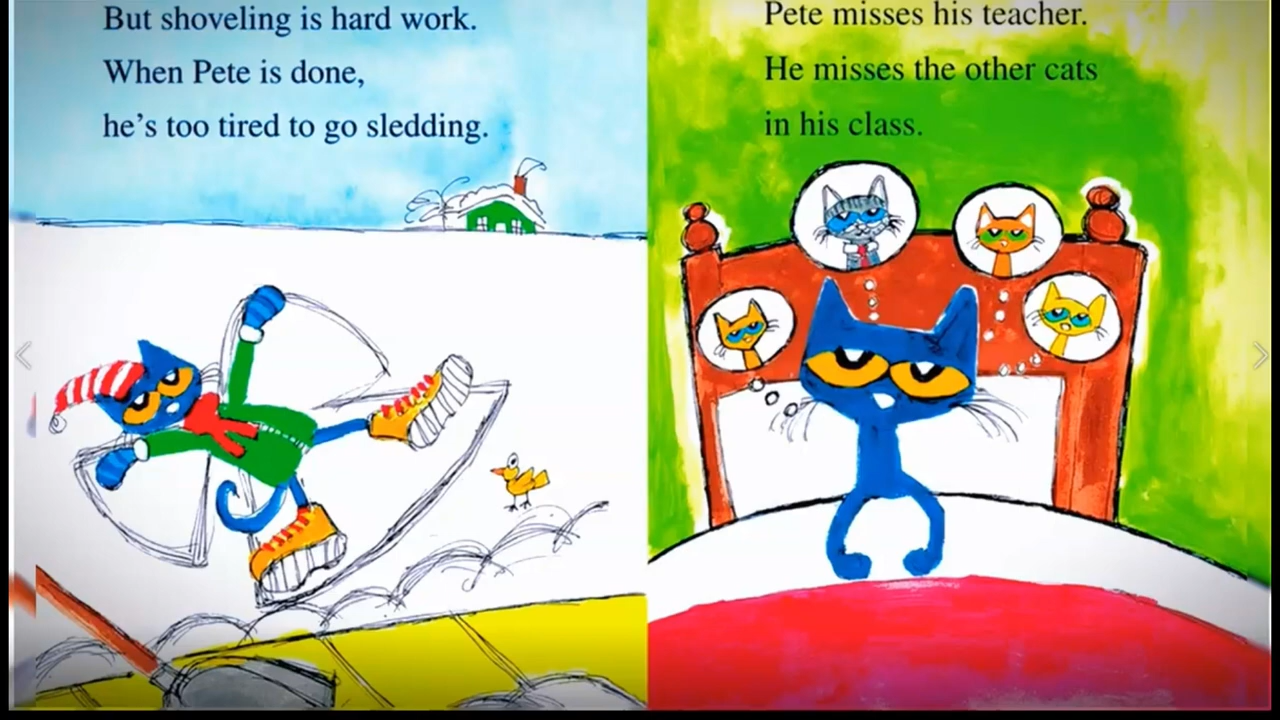 But shoveling is hard work.
When Pete is done,
he's too tired to go sledding.
Pete misses his teacher.
He misses the other cats
in his class.